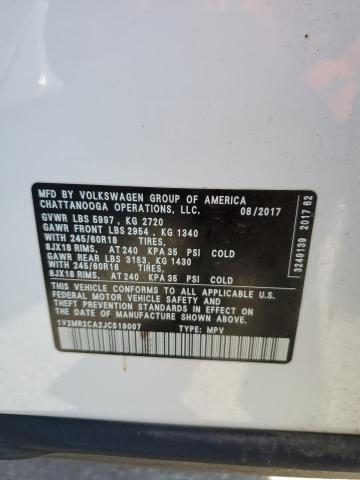 MFD BY VOLKSWAGEN GROUP OF AMERICA
CHATTANOOGA OPERATIONS, LLC. 08/2017
GVWR LBS 5997, KG 2720
GAWR FRONT LBS 2954, KG 1340
WITH 245/60R18 TIRES,
8JX18 RIMS, AT 240 KPA 35 PSI COLD
GAWR REAR LBS 3153, KG 1430
WITH 245/60R18 TIRES,
8JX18 RIMS, AT 240 KPA 35 PSI COLD
THIS VEHICLE CONFORMS TO ALL APPLICABLE U.S.
FEDERAL MOTOR VEHICLE SAFETY, BUMPER, AND
THEFT PREVENTION STANDARDS IN EFFECT ON THE
DATE OF MANUFACTURE SHOWN ABOVE.
1V2MR2CA2JC519007 TYPE: MPV
3249139 2017 62